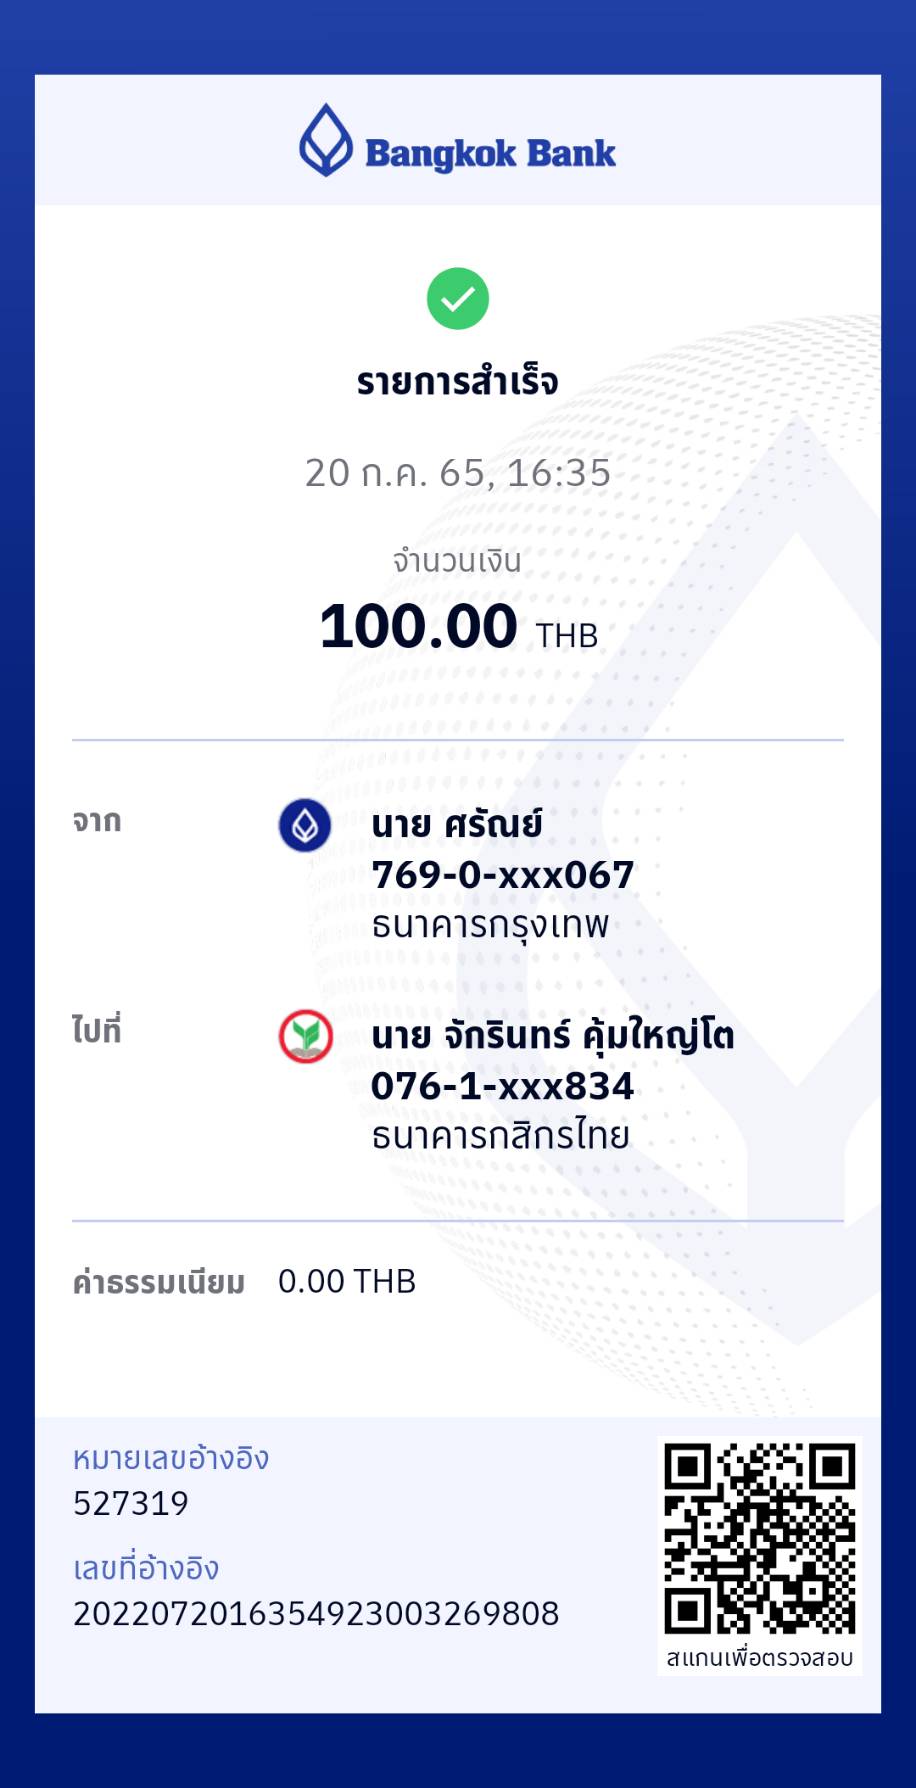 Bangkok Bank
รายการสำเร็จ
20 ก.ค. 65, 16:35
จำนวนเงิน
100.00 THB
จาก
นาย ศรัณย์
769-0-xxx067
ธนาคารกรุงเทพ
ไปที่
นาย จักรินทร์ คุ้มใหญ่โต
076-1-xxx834
ธนาคารกสิกรไทย
ค่าธรรมเนียม 0.00 THB
หมายเลขอ้างอิง
527319
เลขที่อ้างอิง
2022072016354923003269808
สแกนเพื่อตรวจสอบ